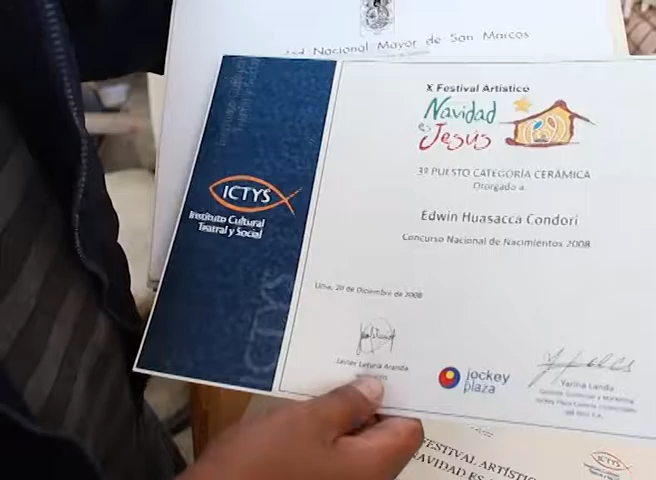 Nacional Mayor de San Marcos
X Festival Artístico
Navidad
es
Jesús
3º PUESTO CATEGORÍA CERÁMICA
Otorgado a:
Edwin Huasacca Condori
Concurso Nacional de Nacimientos 2008
ICTYS
Instituto Cultural
Teatral y Social
Lima, 20 de Diciembre de 2008
jockey
plaza
Yarina Landa
ICTYS
FESTIVAL ARTÍSTICO
NAVIDAD ES